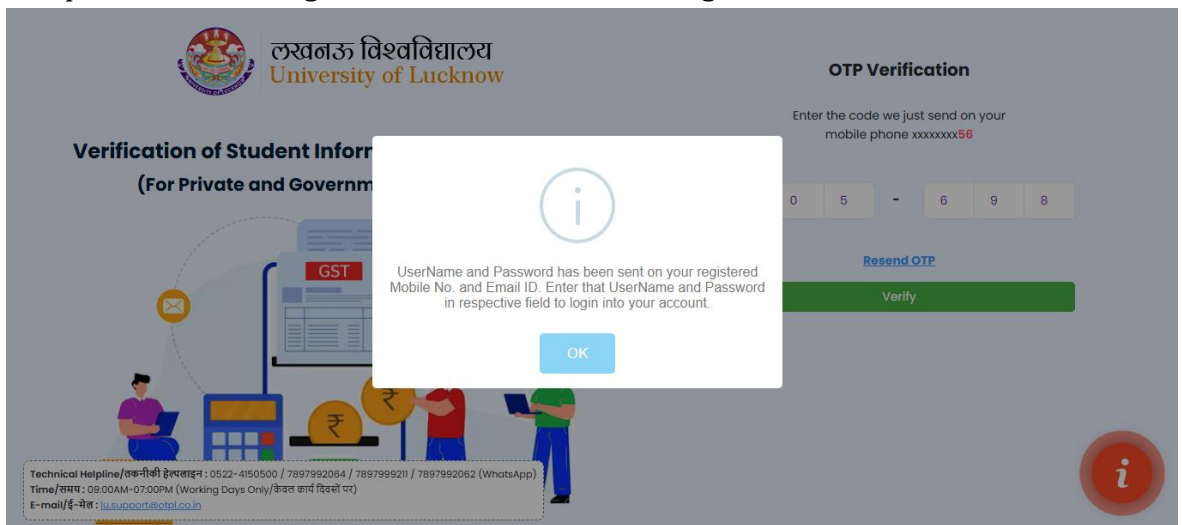 लखनऊ विश्वविद्यालय
University of Lucknow
Verification of Student Inforr
(For Private and Governm
GST
OTP Verification
Enter the code we just send on your
mobile phone xxxxxxxx56
0 5 - 6 9 8
Resend OTP
Verify
i
UserName and Password has been sent on your registered
Mobile No. and Email ID. Enter that UserName and Password
in respective field to login into your account.
OK
₹
₹
Technical Helpline/तकनीकी हेल्पलाइन : 0522-4150500 / 7897992064 / 7897999211 / 7897992062 (WhatsApp)
Time/समय : 09:00AM-07:00PM (Working Days Only/केवल कार्य दिवसों पर)
E-mail/ई-मेल : lu.support@otpl.co.in
i